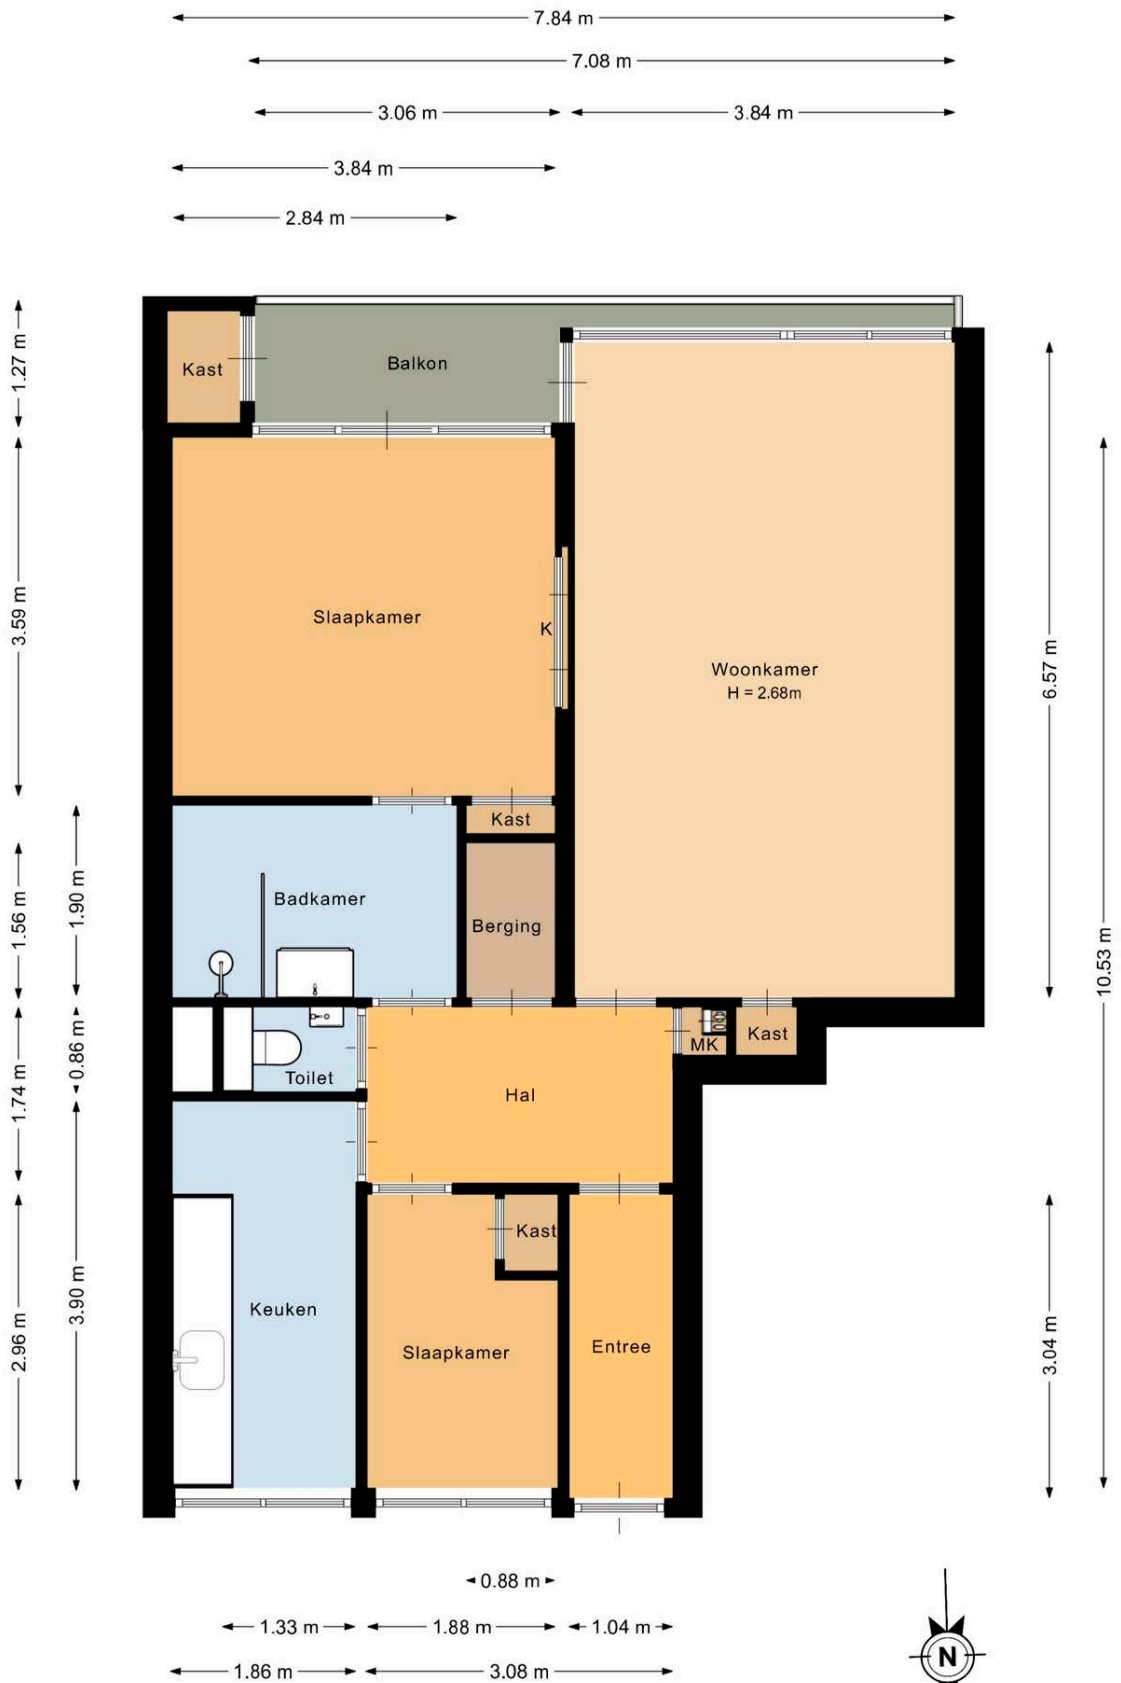 7.84 m
7.08 m
3.06 m
3.84 m
3.84 m
2.84 m
1.27 m
Kast
Balkon
3.59 m
Slaapkamer
K
Woonkamer
H = 2.68m
6.57 m
Kast
1.56 m
1.90 m
Badkamer
Berging
10.53 m
1.74 m
0.86 m
Toilet
Hal
MK
Kast
Kast
2.96 m
3.90 m
Keuken
Slaapkamer
Entree
3.04 m
0.88 m
1.33 m
1.88 m
1.04 m
1.86 m
3.08 m
N